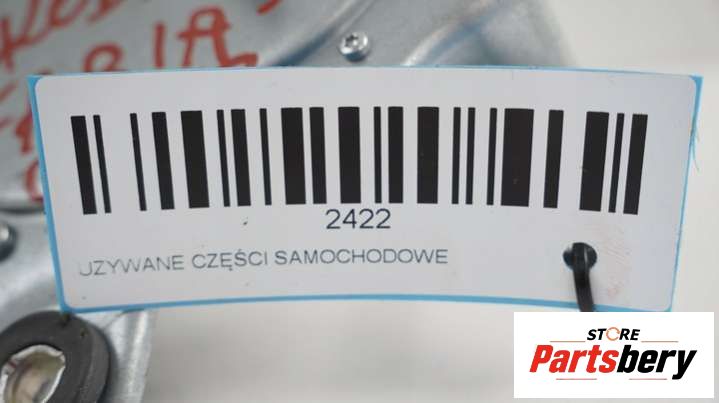 2422
UZYWANE CZĘŚCI SAMOCHODOWE
STORE
Partsbery